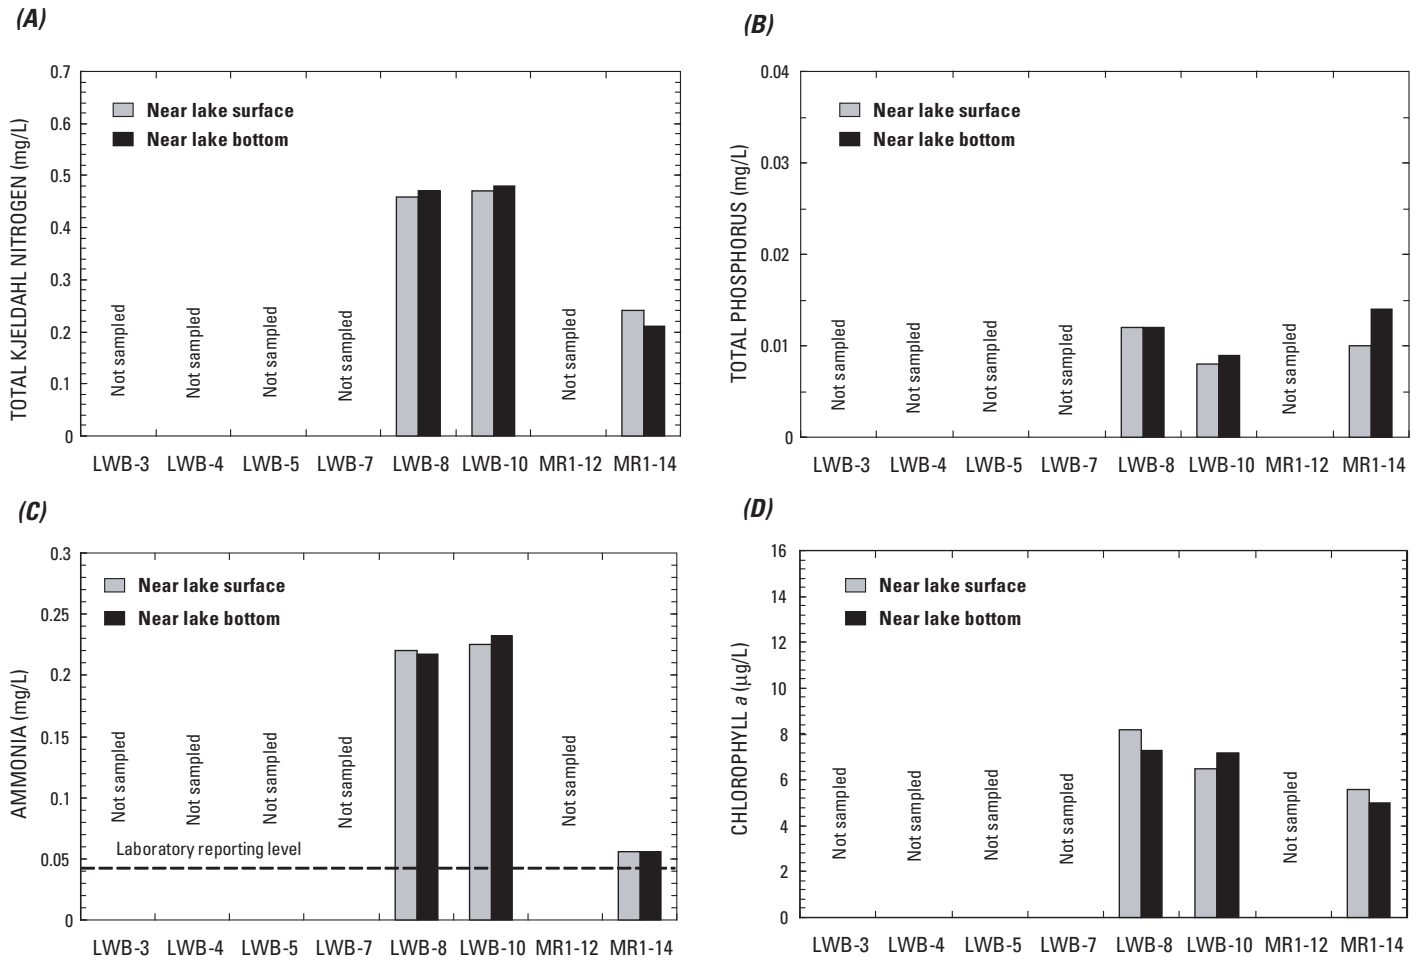 (A)
TOTAL KJELDAHL NITROGEN (mg/L)
0.7
0.6
0.5
0.4
0.3
0.2
0.1
0
Near lake surface
Near lake bottom
Not sampled
Not sampled
Not sampled
Not sampled
Not sampled
LWB-3 LWB-4 LWB-5 LWB-7 LWB-8 LWB-10 MR1-12 MR1-14
(B)
TOTAL PHOSPHORUS (mg/L)
0.04
0.03
0.02
0.01
0
Near lake surface
Near lake bottom
Not sampled
Not sampled
Not sampled
Not sampled
Not sampled
LWB-3 LWB-4 LWB-5 LWB-7 LWB-8 LWB-10 MR1-12 MR1-14
(C)
AMMONIA (mg/L)
0.3
0.25
0.2
0.15
0.1
0.05
0
Near lake surface
Near lake bottom
Not sampled
Not sampled
Not sampled
Not sampled
Not sampled
Laboratory reporting level
LWB-3 LWB-4 LWB-5 LWB-7 LWB-8 LWB-10 MR1-12 MR1-14
(D)
CHLOROPHYLL a (µg/L)
16
14
12
10
8
6
4
2
0
Near lake surface
Near lake bottom
Not sampled
Not sampled
Not sampled
Not sampled
Not sampled
LWB-3 LWB-4 LWB-5 LWB-7 LWB-8 LWB-10 MR1-12 MR1-14